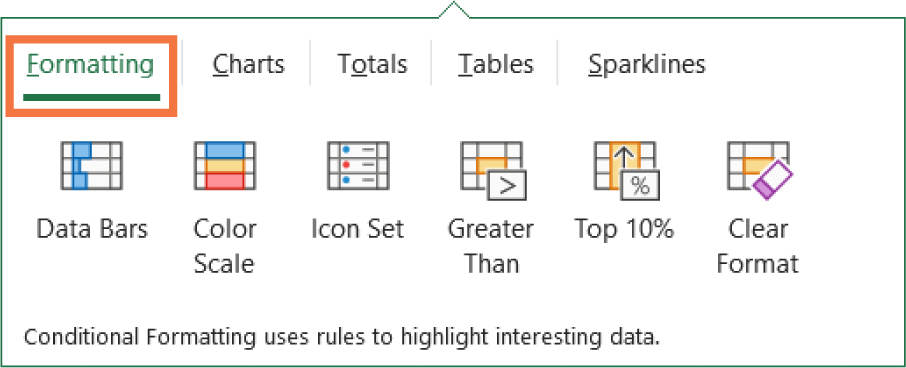 Formatting Charts Totals Tables Sparklines
> %
Data Bars Color Scale Icon Set Greater Than Top 10% Clear Format
Conditional Formatting uses rules to highlight interesting data.